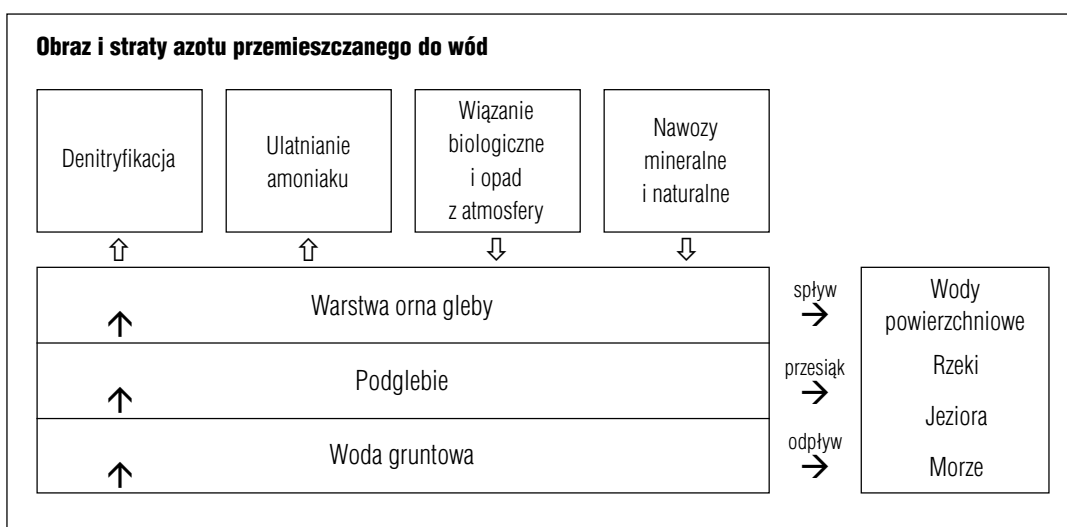 Obraz i straty azotu przemieszczanego do wód
Denitryfikacja
Ulatnianie
amoniaku
Wiązanie
biologiczne
i opad
z atmosfery
Nawozy
mineralne
i naturalne
Warstwa orna gleby
Podglebie
Woda gruntowa
spływ
przesiąk
odpływ
Wody
powierzchniowe
Rzeki
Jeziora
Morze